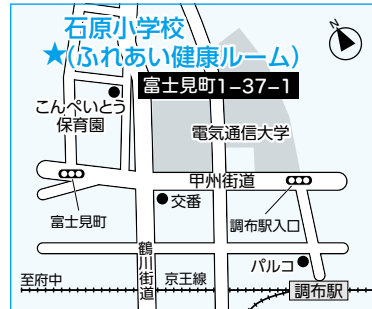 石原小学校
★(ふれあい健康ルーム)
富士見町1-37-1
N
こんぺいとう
保育園
電気通信大学
甲州街道
富士見町
交番
調布駅入口
鶴川街道
パルコ
至府中
京王線
調布駅